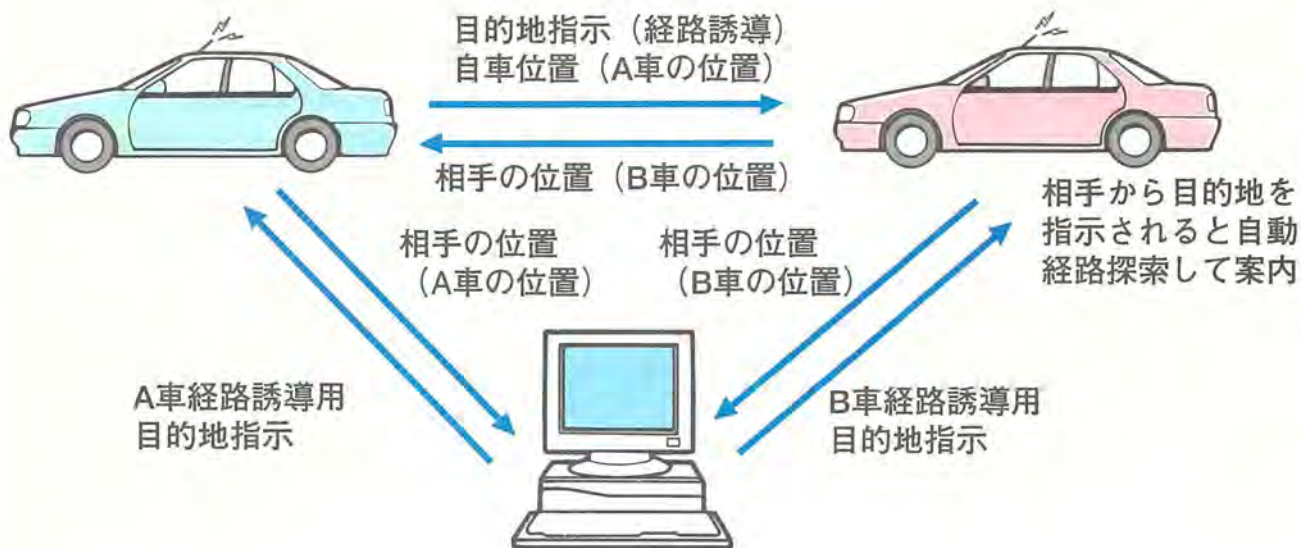 目的地指示（経路誘導）
自車位置（A車の位置）
相手の位置（B車の位置）
相手から目的地を
指示されると自動
経路探索して案内
相手の位置
（A車の位置）
相手の位置
（B車の位置）
A車経路誘導用
目的地指示
B車経路誘導用
目的地指示